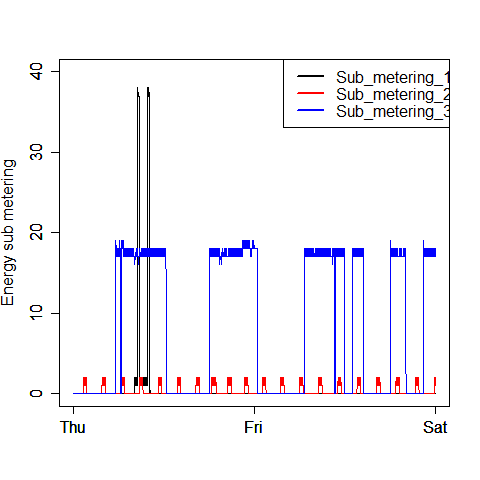 Sub_metering_1
Sub_metering_2
Sub_metering_3
Energy sub metering
40
30
20
10
0
Thu Fri Sat